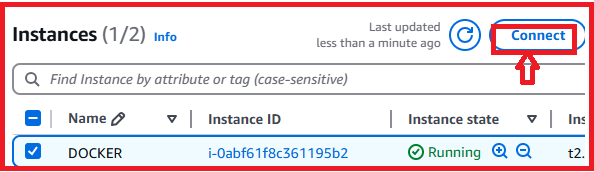 Instances (1/2) Info
Last updated
less than a minute ago
Connect
Find Instance by attribute or tag (case-sensitive)
Name Instance ID Instance state Ins
DOCKER i-0abf61f8c361195b2 Running t2.